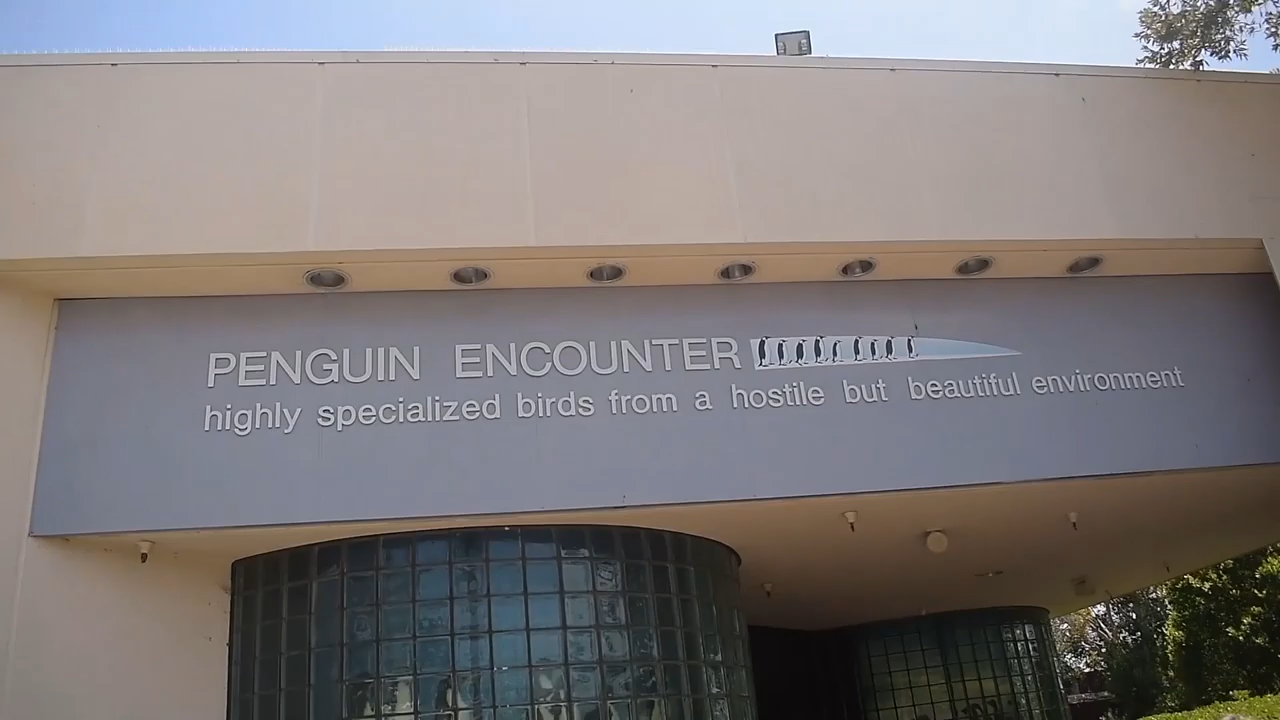 PENGUIN ENCOUNTER
highly specialized birds from a hostile but beautiful environment